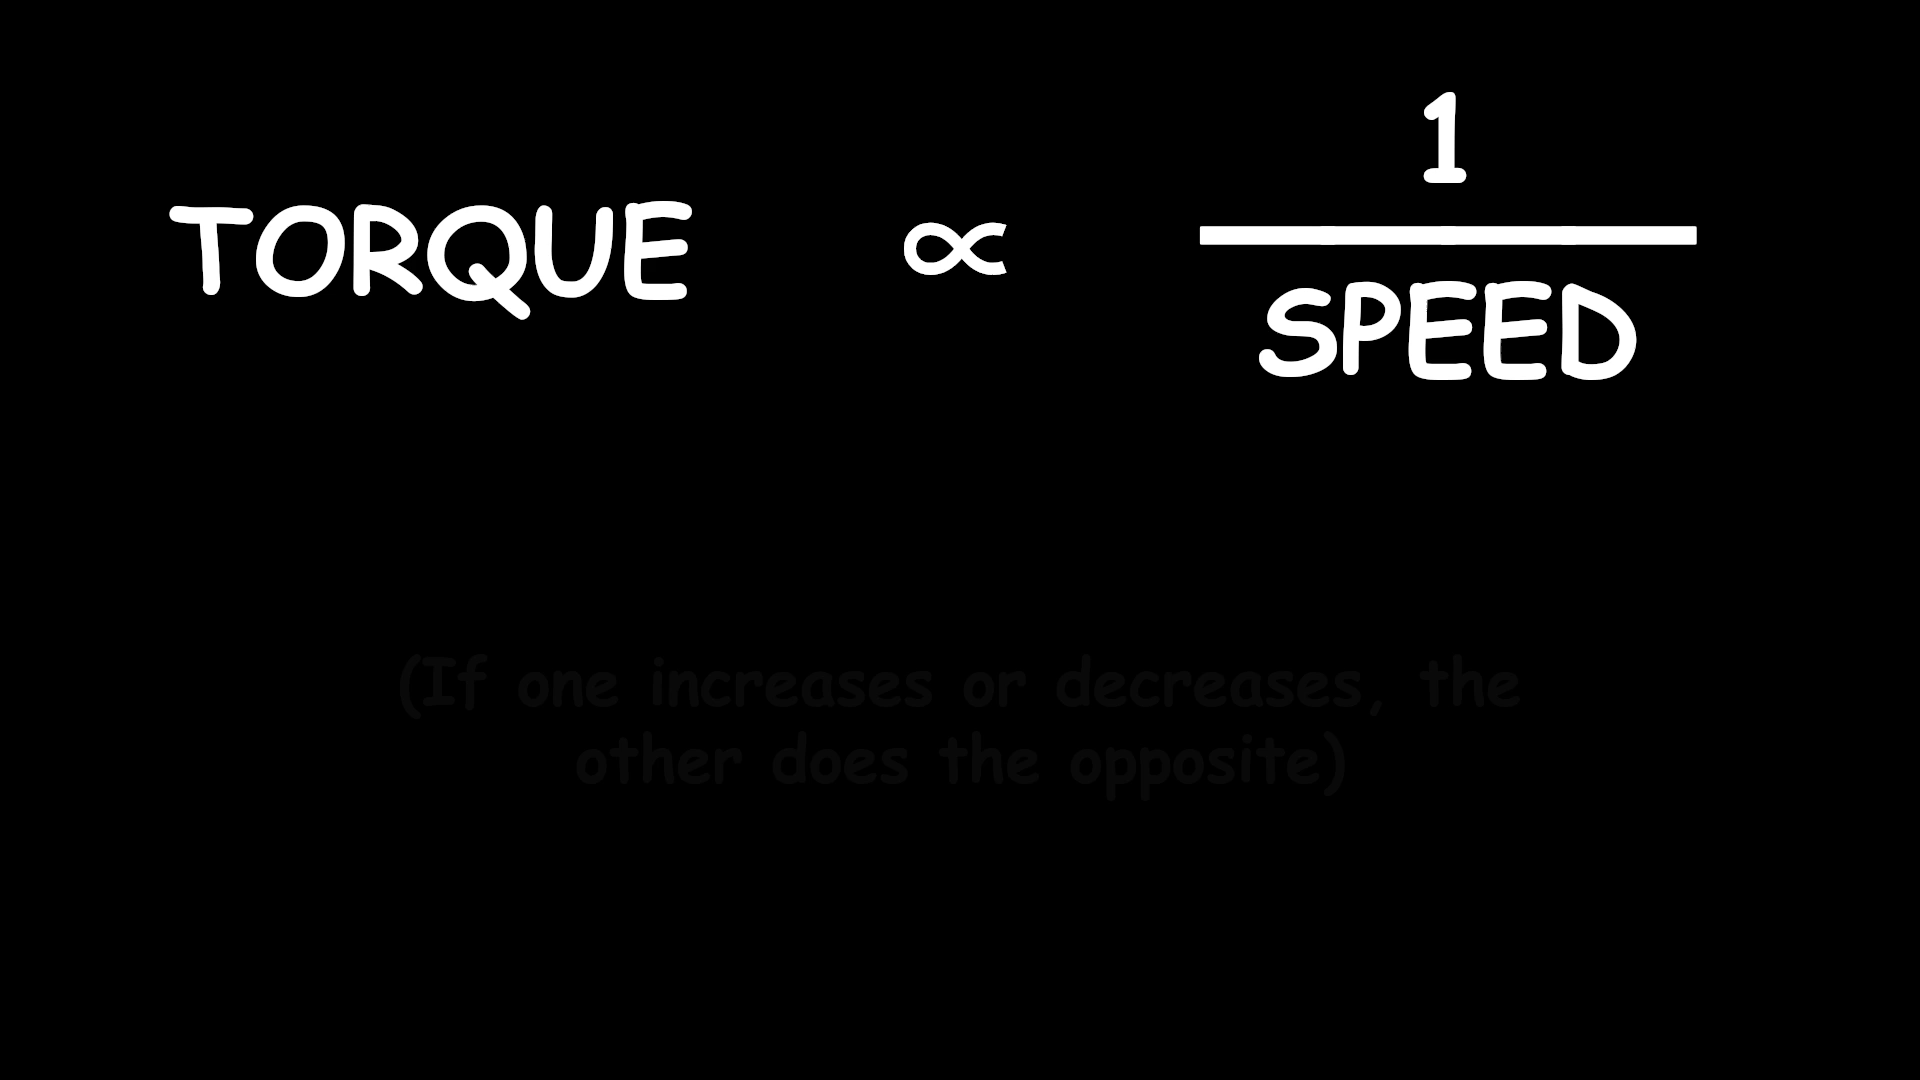 TORQUE ∝ 1
SPEED
(If one increases or decreases, the
other does the opposite)